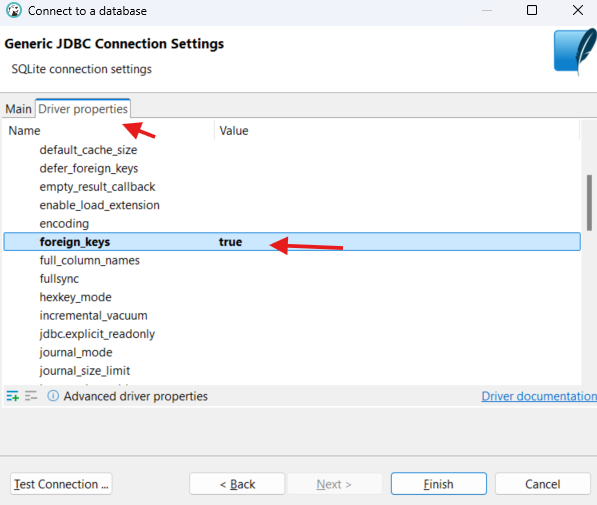 Connect to a database
Generic JDBC Connection Settings
SQLite connection settings
Main Driver properties
Name Value
default_cache_size
defer_foreign_keys
empty_result_callback
enable_load_extension
encoding
foreign_keys true
full_column_names
fullsync
hexkey_mode
incremental_vacuum
jdbc.explicit_readonly
journal_mode
journal_size_limit
Advanced driver properties Driver documentation
Test Connection ... < Back Next > Finish Cancel